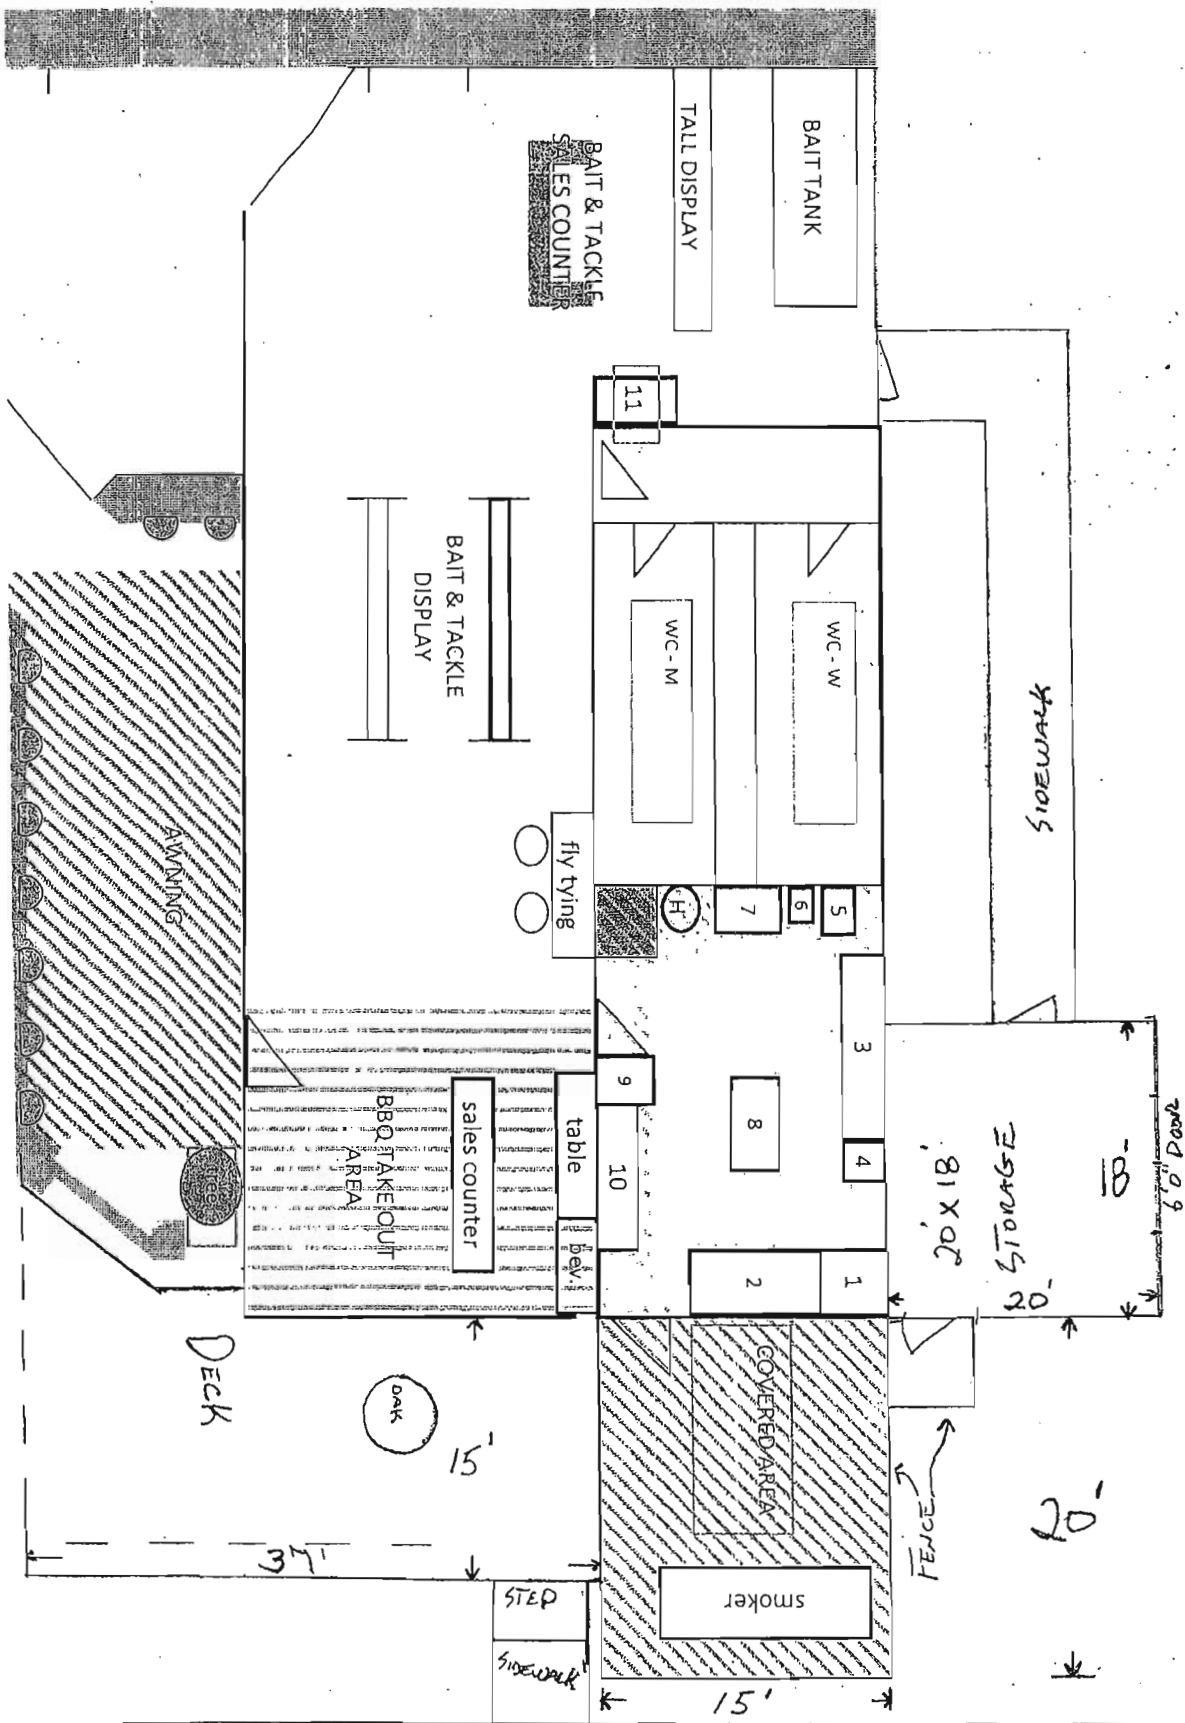 BAIT TANK
TALL DISPLAY
BAIT & TACKLE
SALES COUNTER
11
BAIT & TACKLE
DISPLAY
WC - M
WC - W
SIDEWALK
AWNING
fly tying
H
7
6
5
3
9
8
4
10
table
bev.
sales counter
BBQ TAKEOUT
AREA
tree
2
1
20' X 18'
STORAGE
18'
20'
6'0" DOOR
DECK
OAK
15'
37'
COVERED AREA
FENCE
20'
smoker
STEP
SIDEWALK
15'